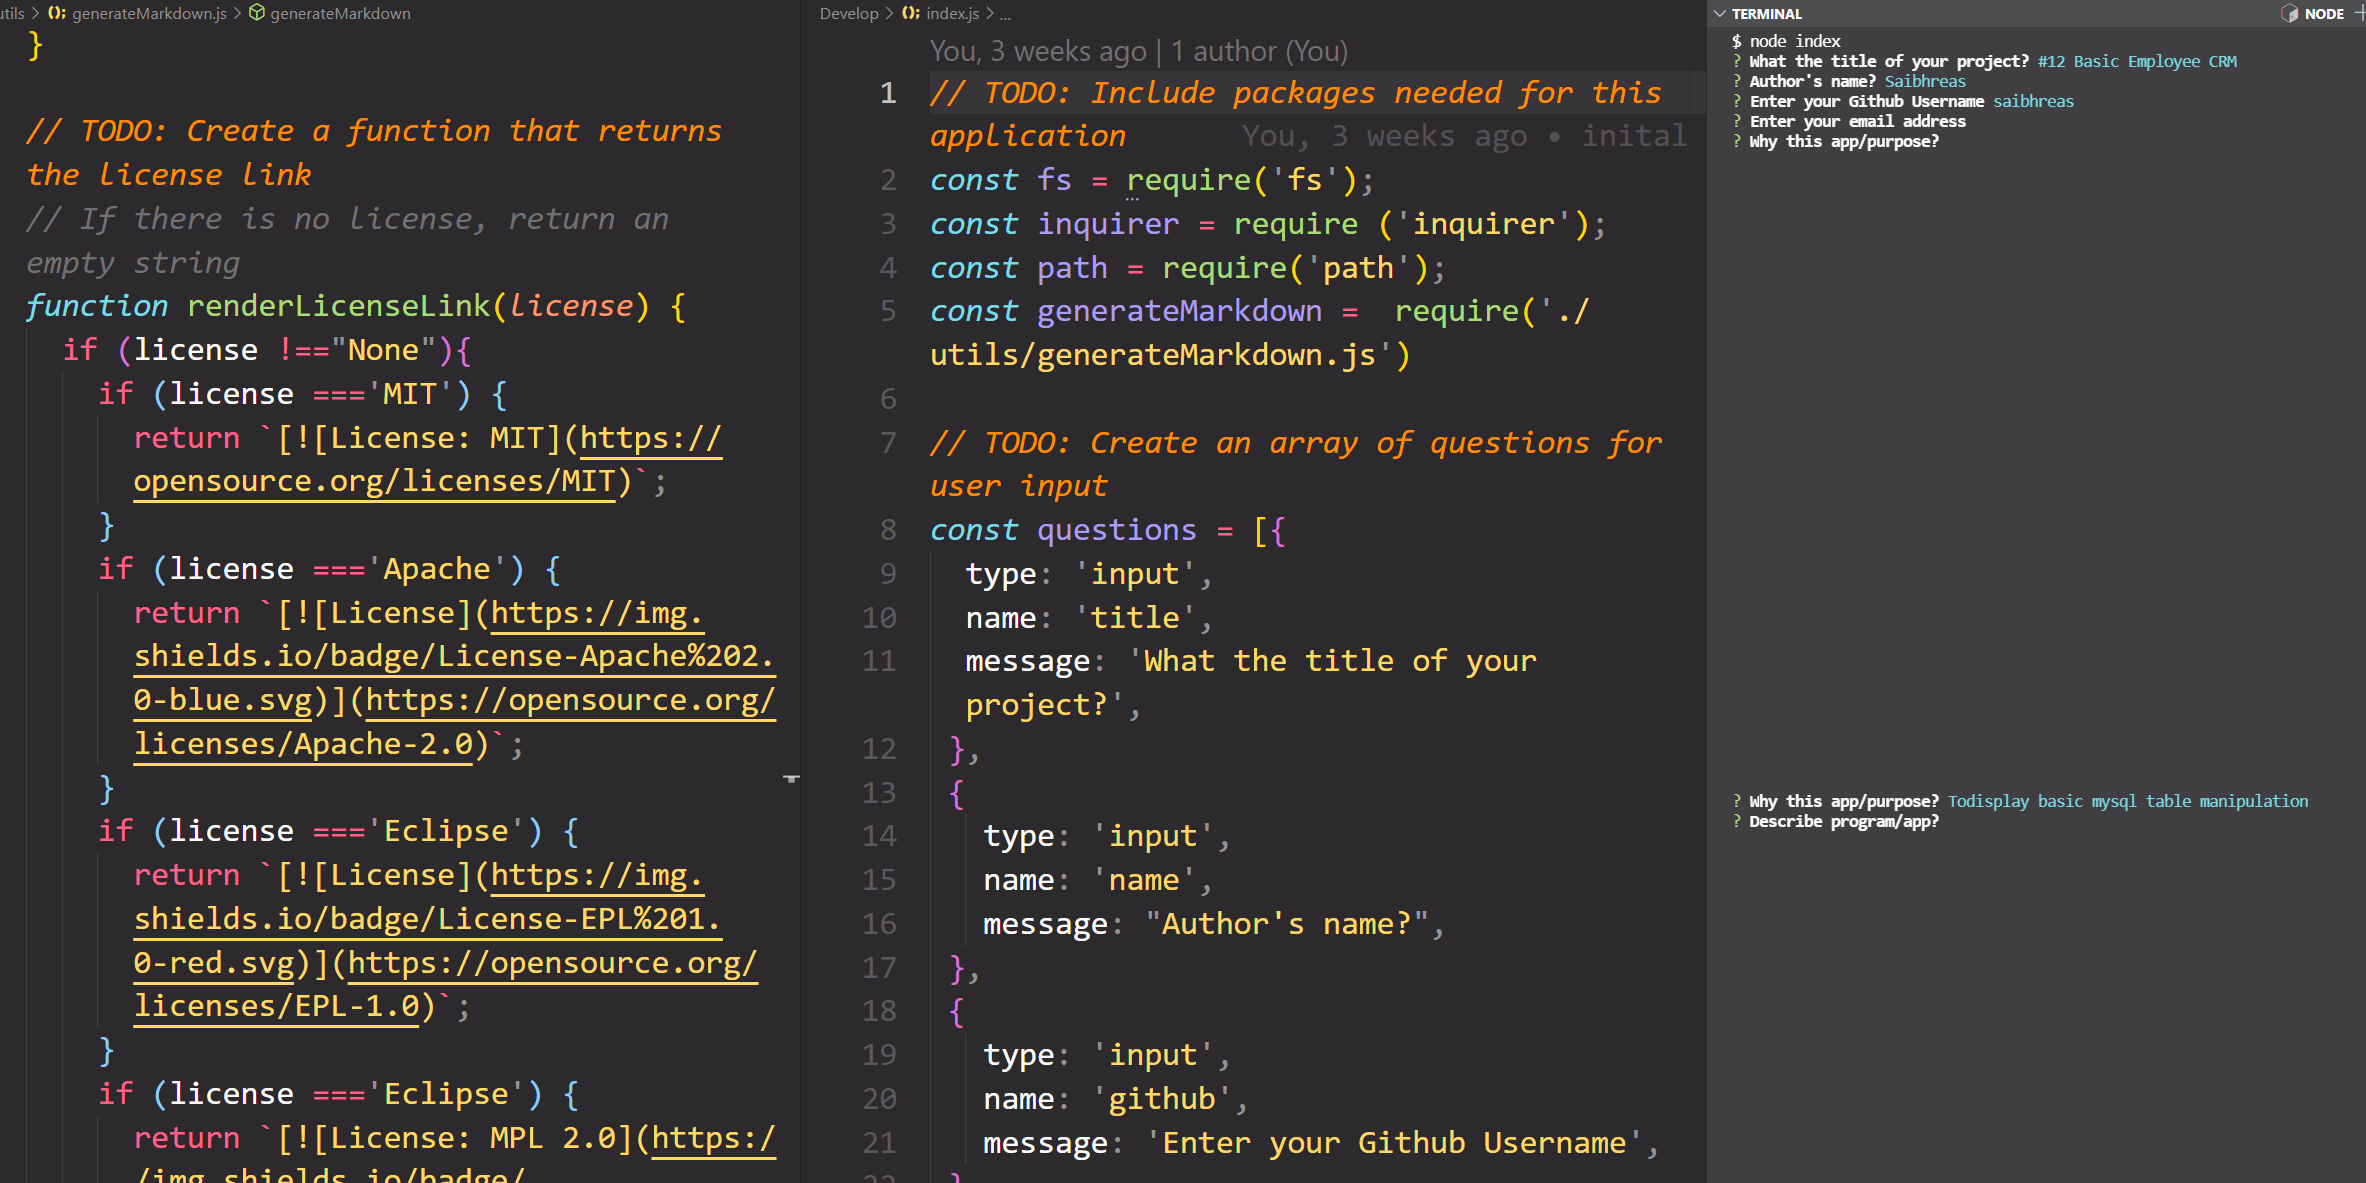 utils > generateMarkdown.js > generateMarkdown
}
// TODO: Create a function that returns
the license link
// If there is no license, return an
empty string
function renderLicenseLink(license) {
if (license !=="None"){
if (license ==='MIT') {
return `[![License: MIT](https://
opensource.org/licenses/MIT)`;
}
if (license ==='Apache') {
return `[![License](https://img.
shields.io/badge/License-Apache%202.
0-blue.svg)](https://opensource.org/
licenses/Apache-2.0)`;
}
if (license ==='Eclipse') {
return `[![License](https://img.
shields.io/badge/License-EPL%201.
0-red.svg)](https://opensource.org/
licenses/EPL-1.0)`;
}
if (license ==='Eclipse') {
return `[![License: MPL 2.0](https:/
/img.shields.io/badge/
Develop > index.js > ...
You, 3 weeks ago | 1 author (You)
1 // TODO: Include packages needed for this
application You, 3 weeks ago • inital
2 const fs = require('fs');
3 const inquirer = require ('inquirer');
4 const path = require('path');
5 const generateMarkdown = require('./
utils/generateMarkdown.js')
6
7 // TODO: Create an array of questions for
user input
8 const questions = [{
9 type: 'input',
10 name: 'title',
11 message: 'What the title of your
project?',
12 },
13 {
14 type: 'input',
15 name: 'name',
16 message: "Author's name?",
17 },
18 {
19 type: 'input',
20 name: 'github',
21 message: 'Enter your Github Username',
22 }
TERMINAL NODE +
$ node index
? What the title of your project? #12 Basic Employee CRM
? Author's name? Saibhreas
? Enter your Github Username saibhreas
? Enter your email address
? Why this app/purpose?
? Why this app/purpose? Todisplay basic mysql table manipulation
? Describe program/app?